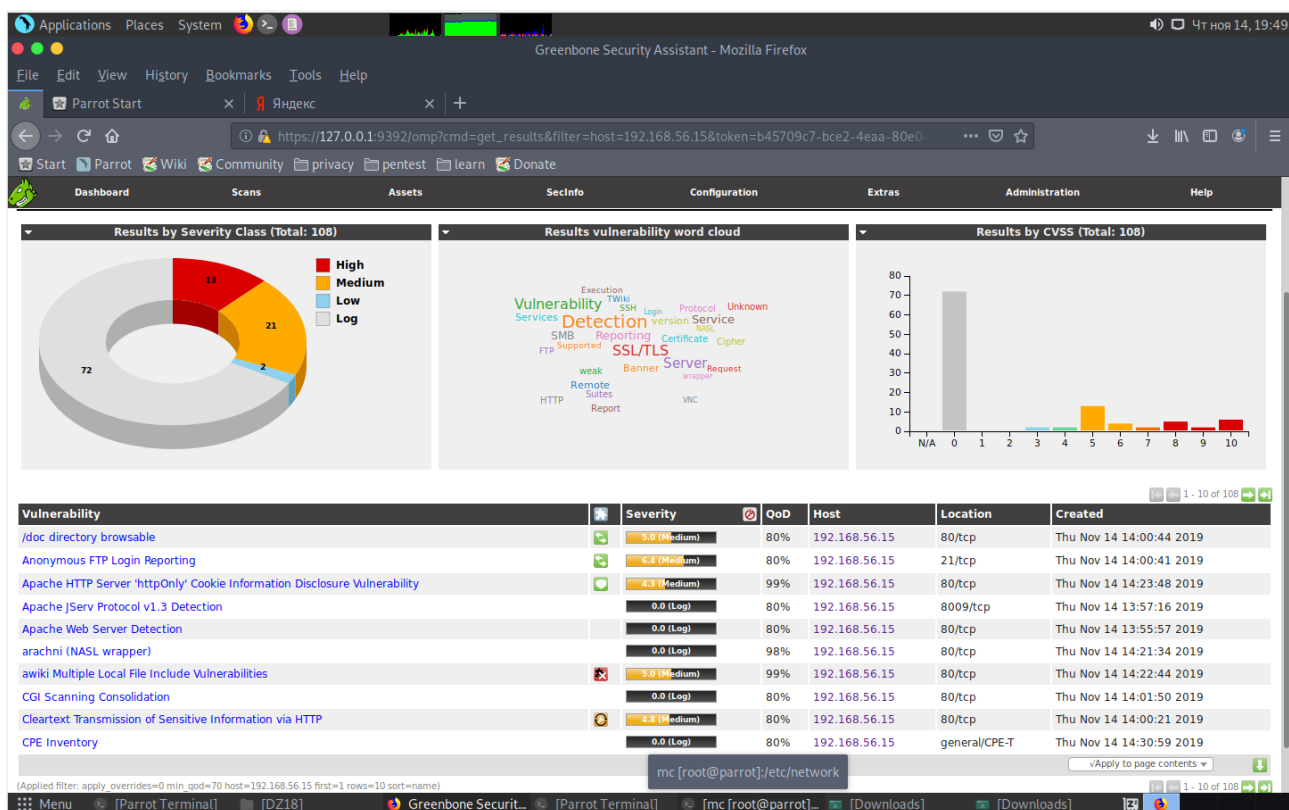 Applications Places System Чт ноя 14, 19:49
Greenbone Security Assistant - Mozilla Firefox
File Edit View History Bookmarks Tools Help
Parrot Start × Я Яндекс × +
https://127.0.0.1:9392/omp?cmd=get_results&filter=host=192.168.56.15&token=b45709c7-bce2-4eaa-80e0-
Start Parrot Wiki Community privacy pentest learn Donate
Dashboard Scans Assets SecInfo Configuration Extras Administration Help
Results by Severity Class (Total: 108)
13
21
2
72
High
Medium
Low
Log
Results vulnerability word cloud
Execution
Vulnerability TWiki
SSH Login Protocol Unknown
Services Detection version Service
NASL
SMB Reporting Certificate Cipher
FTP Supported SSL/TLS
weak Banner Server Request
wrapper
Remote
Suites
HTTP Report VNC
Results by CVSS (Total: 108)
80
70
60
50
40
30
20
10
0
N/A 0 1 2 3 4 5 6 7 8 9 10
1 - 10 of 108
Vulnerability Severity QoD Host Location Created
/doc directory browsable 5.0 (Medium) 80% 192.168.56.15 80/tcp Thu Nov 14 14:00:44 2019
Anonymous FTP Login Reporting 6.4 (Medium) 80% 192.168.56.15 21/tcp Thu Nov 14 14:00:41 2019
Apache HTTP Server 'httpOnly' Cookie Information Disclosure Vulnerability 4.3 (Medium) 99% 192.168.56.15 80/tcp Thu Nov 14 14:23:48 2019
Apache JServ Protocol v1.3 Detection 0.0 (Log) 80% 192.168.56.15 8009/tcp Thu Nov 14 13:57:16 2019
Apache Web Server Detection 0.0 (Log) 80% 192.168.56.15 80/tcp Thu Nov 14 13:55:57 2019
arachni (NASL wrapper) 0.0 (Log) 98% 192.168.56.15 80/tcp Thu Nov 14 14:21:34 2019
awiki Multiple Local File Include Vulnerabilities 5.0 (Medium) 99% 192.168.56.15 80/tcp Thu Nov 14 14:22:44 2019
CGI Scanning Consolidation 0.0 (Log) 80% 192.168.56.15 80/tcp Thu Nov 14 14:01:50 2019
Cleartext Transmission of Sensitive Information via HTTP 4.8 (Medium) 80% 192.168.56.15 80/tcp Thu Nov 14 14:00:21 2019
CPE Inventory 0.0 (Log) 80% 192.168.56.15 general/CPE-T Thu Nov 14 14:30:59 2019
√Apply to page contents
mc [root@parrot]:/etc/network
(Applied filter: apply_overrides=0 min_qod=70 host=192.168.56.15 first=1 rows=10 sort=name) 1 - 10 of 108
Menu [Parrot Terminal] [DZ18] Greenbone Securit... [Parrot Terminal] [mc [root@parrot]... [Downloads] [Downloads]